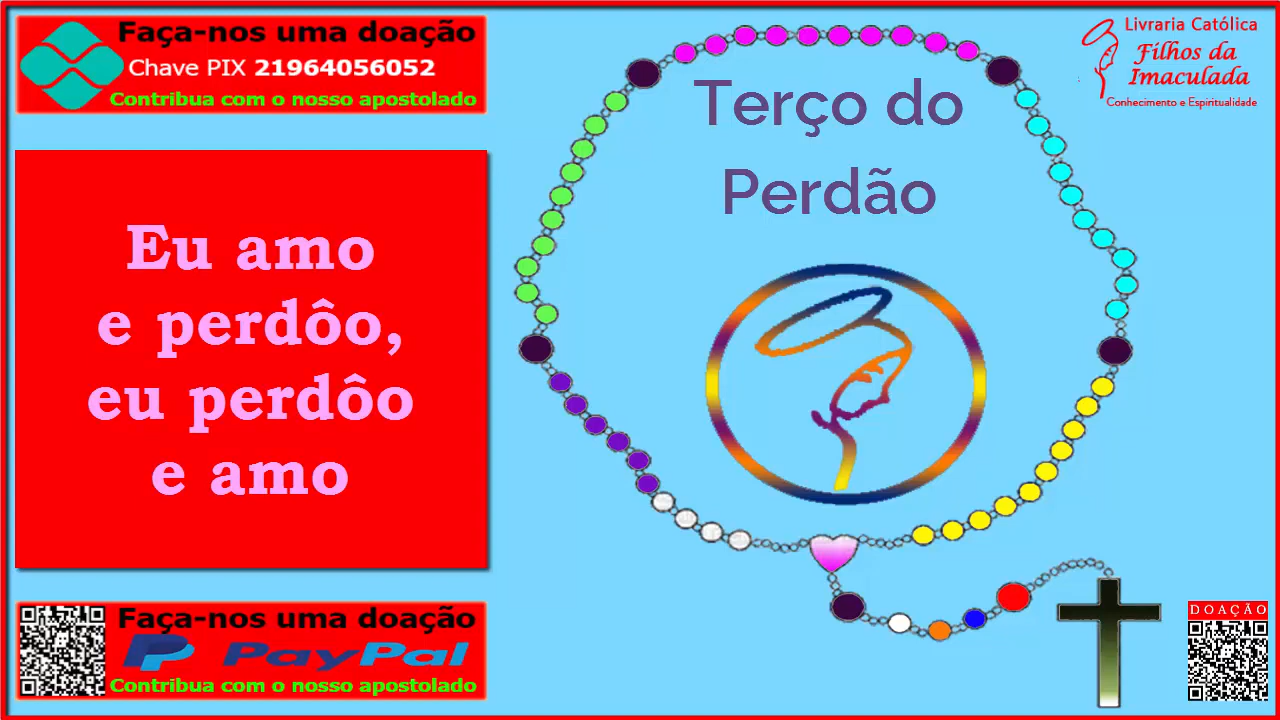 Faça-nos uma doação
Chave PIX 21964056052
Contribua com o nosso apostolado
Eu amo
e perdôo,
eu perdôo
e amo
Faça-nos uma doação
PayPal
Contribua com o nosso apostolado
Terço do
Perdão
Livraria Católica
Filhos da
Imaculada
Conhecimento e Espiritualidade
DOAÇÃO